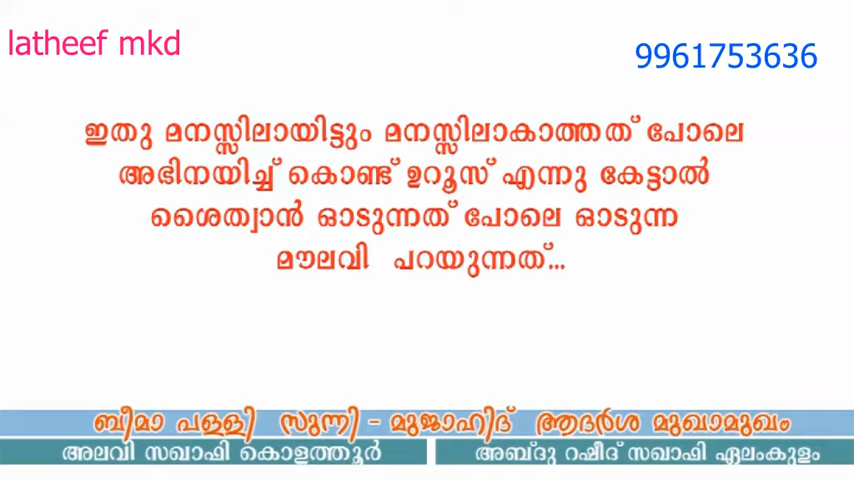 latheef mkd
9961753636
ഇതു മനസ്സിലായിട്ടും മനസ്സിലാകാത്തത് പോലെ
അഭിനയിച്ച് കൊണ്ട് ഉറൂസ് എന്നു കേട്ടാൽ
ശൈത്വാൻ ഓടുന്നത് പോലെ ഓടുന്ന
മൗലവി പറയുന്നത്...
ബീമാ പള്ളി സുന്നി - മുജാഹിദ് ആദർശ മുഖാമുഖം
അലവി സഖാഫി കൊളത്തൂർ
അബ്ദു റഷീദ് സഖാഫി ഏലംകുളം